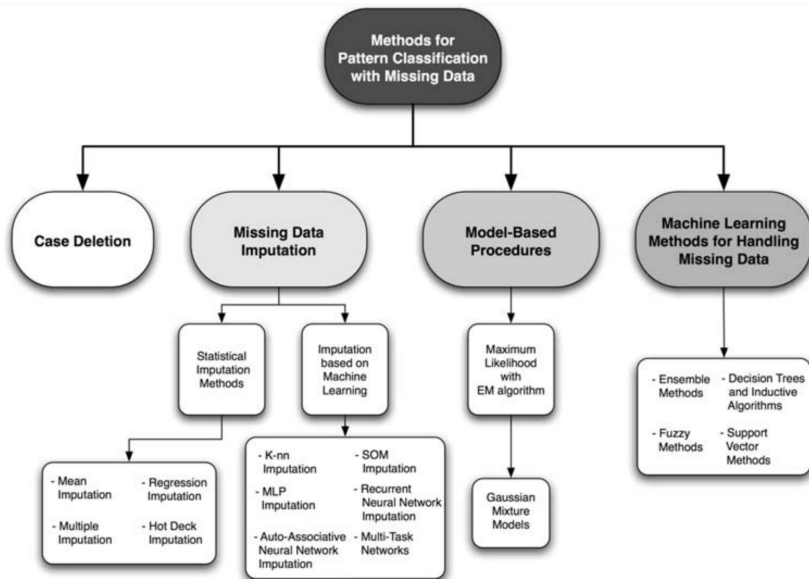 Methods for
Pattern Classification
with Missing Data
Case Deletion
Missing Data
Imputation
Model-Based
Procedures
Machine Learning
Methods for Handling
Missing Data
Statistical
Imputation
Methods
Imputation
based on
Machine
Learning
Maximum
Likelihood
with
EM algorithm
- Ensemble
Methods
- Decision Trees
and Inductive
Algorithms
- Fuzzy
Methods
- Support
Vector
Methods
- Mean
Imputation
- Regression
Imputation
- Multiple
Imputation
- Hot Deck
Imputation
- K-nn
Imputation
- SOM
Imputation
- MLP
Imputation
- Recurrent
Neural Network
Imputation
- Auto-Associative
Neural Network
Imputation
- Multi-Task
Networks
Gaussian
Mixture
Models